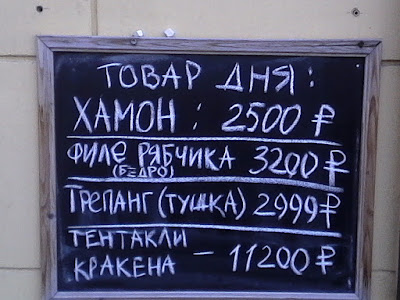 ТОВАР ДНЯ:
ХАМОН : 2500 ₽
ФИЛЕ РЯБЧИКА 3200 ₽
(БЕДРО)
ТРЕПАНГ (ТУШКА) 2999 ₽
ТЕНТАКЛИ
КРАКЕНА – 11200 ₽